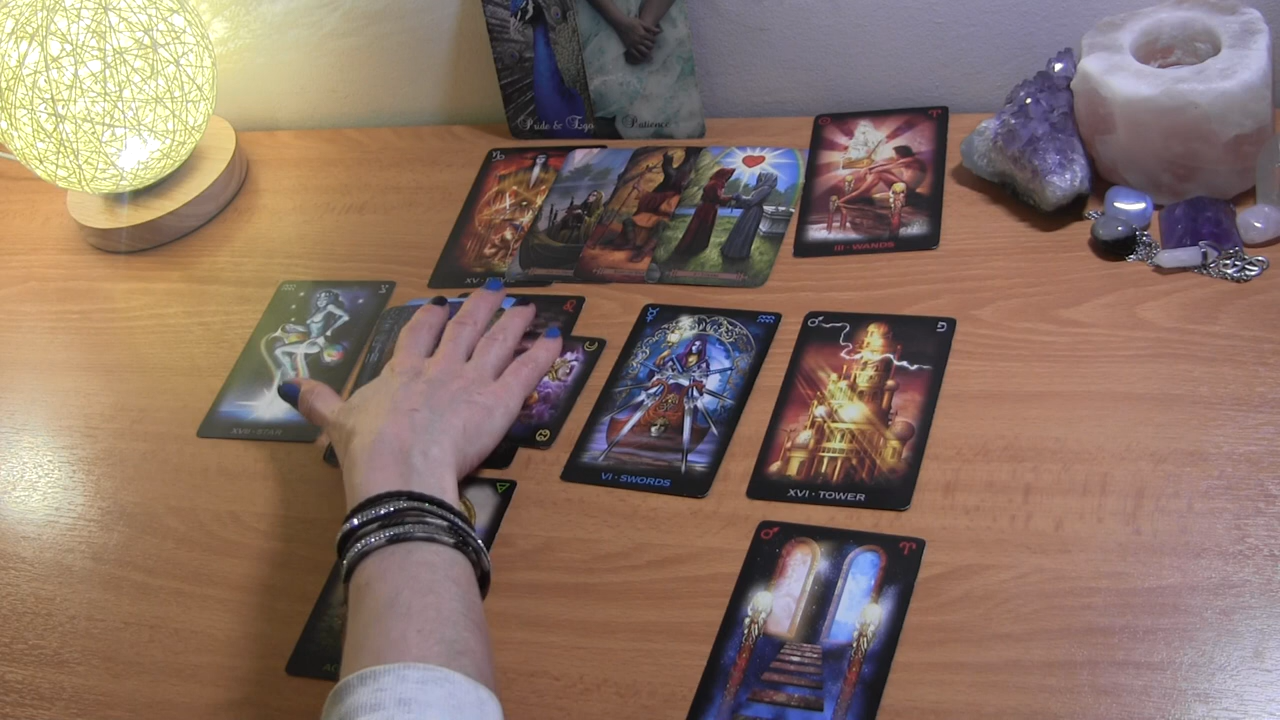 Pride & Ego
Patience
III · WANDS
XVII · STAR
VI · SWORDS
XVI · TOWER